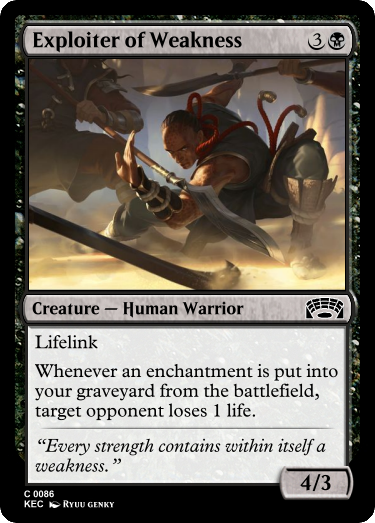 Exploiter of Weakness 3
Creature — Human Warrior
Lifelink
Whenever an enchantment is put into
your graveyard from the battlefield,
target opponent loses 1 life.
“Every strength contains within itself a
weakness.”
4/3
C 0086
KEC Ryuu genky